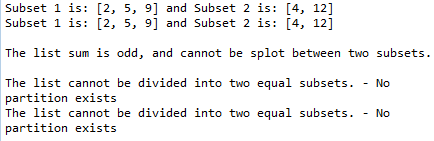 Subset 1 is: [2, 5, 9] and Subset 2 is: [4, 12]
Subset 1 is: [2, 5, 9] and Subset 2 is: [4, 12]
The list sum is odd, and cannot be splot between two subsets.
The list cannot be divided into two equal subsets. - No
partition exists
The list cannot be divided into two equal subsets. - No
partition exists